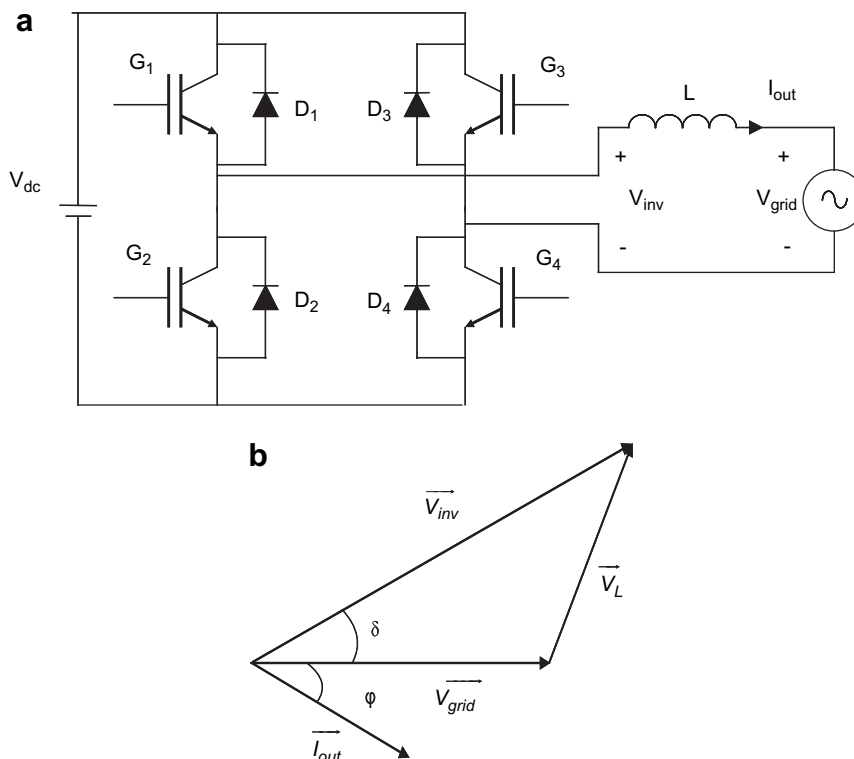 a
G1
D1
D3
G3
L
Iout
Vdc
+
+
Vinv
Vgrid
-
-
G2
D2
D4
G4
b
Vinv
VL
δ
Vgrid
φ
Iout